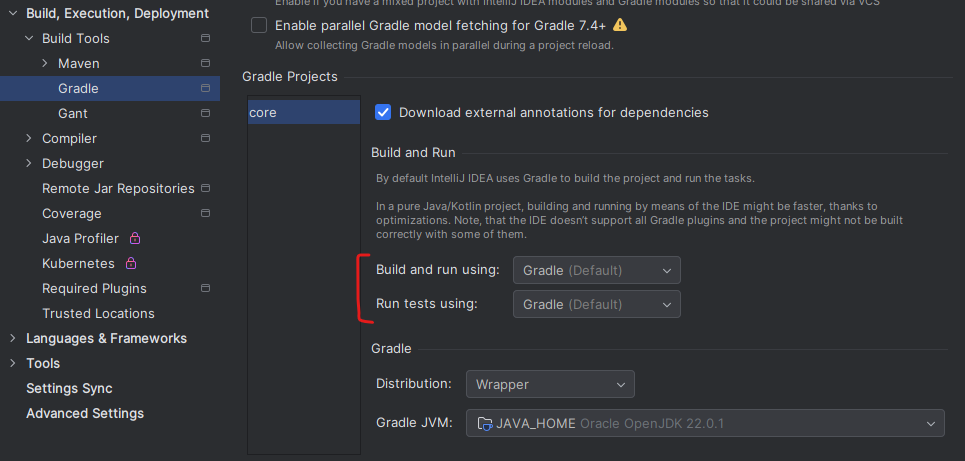 Build, Execution, Deployment
Build Tools
Maven
Gradle
Gant
Compiler
Debugger
Remote Jar Repositories
Coverage
Java Profiler
Kubernetes
Required Plugins
Trusted Locations
Languages & Frameworks
Tools
Settings Sync
Advanced Settings
Enable if you have a mixed project with IntelliJ IDEA modules and Gradle modules so that it could be shared via VCS
Enable parallel Gradle model fetching for Gradle 7.4+
Allow collecting Gradle models in parallel during a project reload.
Gradle Projects
core
Download external annotations for dependencies
Build and Run
By default IntelliJ IDEA uses Gradle to build the project and run the tasks.
In a pure Java/Kotlin project, building and running by means of the IDE might be faster, thanks to
optimizations. Note, that the IDE doesn't support all Gradle plugins and the project might not be built
correctly with some of them.
Build and run using: Gradle (Default)
Run tests using: Gradle (Default)
Gradle
Distribution: Wrapper
Gradle JVM: JAVA_HOME Oracle OpenJDK 22.0.1